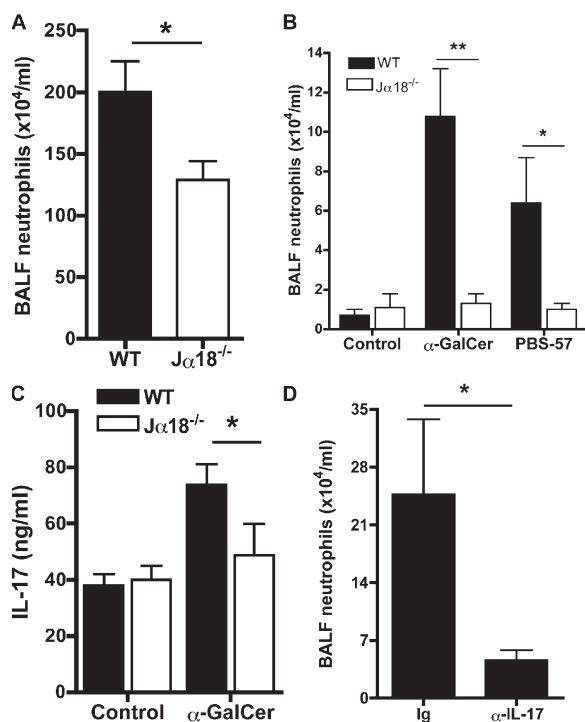 A
*
BALF neutrophils (x10⁴/ml)
250
200
150
100
50
0
WT
Jα18⁻/⁻
B
WT
Jα18⁻/⁻
**
*
BALF neutrophils (x10⁴/ml)
14
12
10
8
6
4
2
0
Control
α-GalCer
PBS-57
C
WT
Jα18⁻/⁻
*
IL-17 (ng/ml)
100
80
60
40
20
0
Control
α-GalCer
D
*
BALF neutrophils (x10⁴/ml)
35
28
21
14
7
0
Ig
α-IL-17